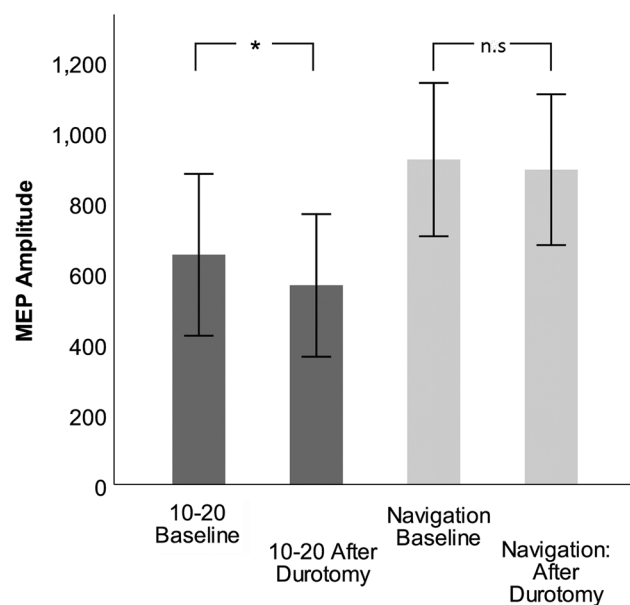 * n.s
1,200
1,000
800
600
400
200
0
MEP Amplitude
10-20
Baseline
10-20 After
Durotomy
Navigation
Baseline
Navigation:
After
Durotomy